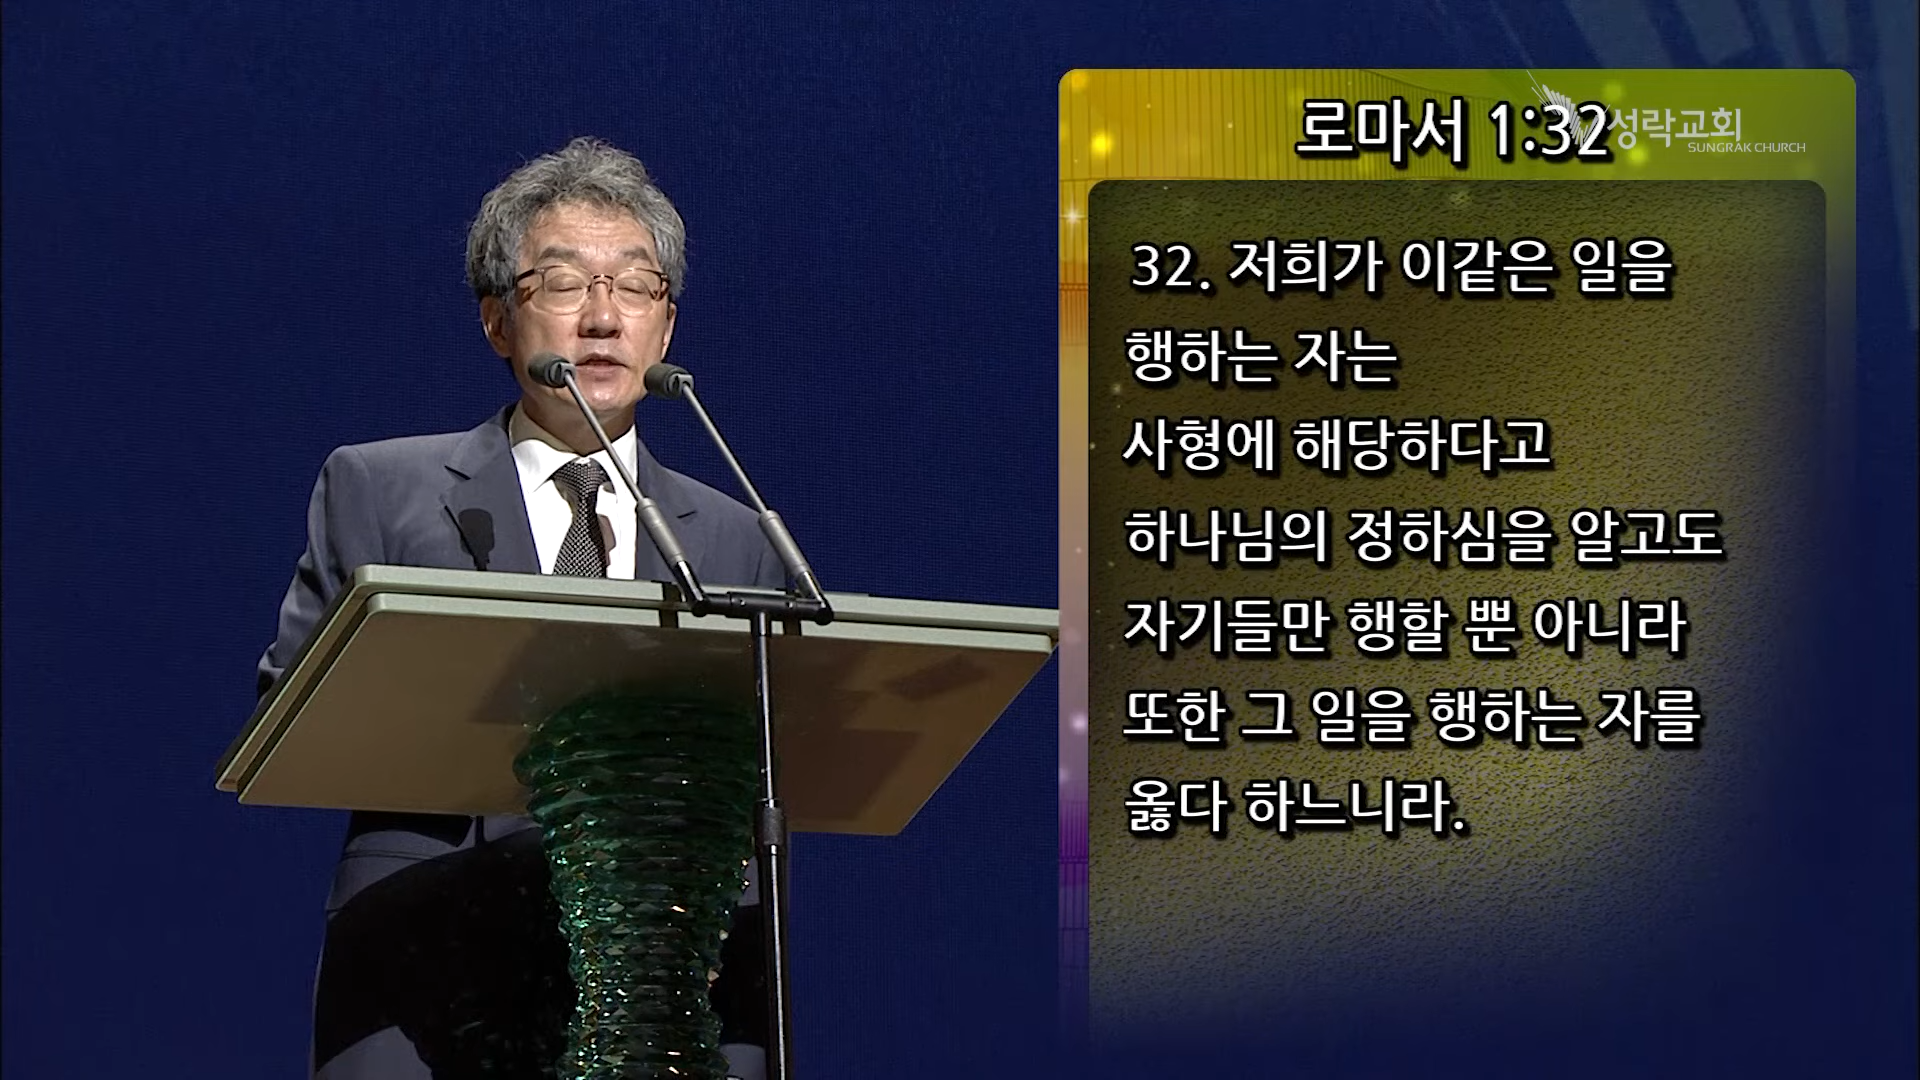 로마서 1:32
성락교회
SUNGRAK CHURCH
32. 저희가 이같은 일을
행하는 자는
사형에 해당하다고
하나님의 정하심을 알고도
자기들만 행할 뿐 아니라
또한 그 일을 행하는 자를
옳다 하느니라.